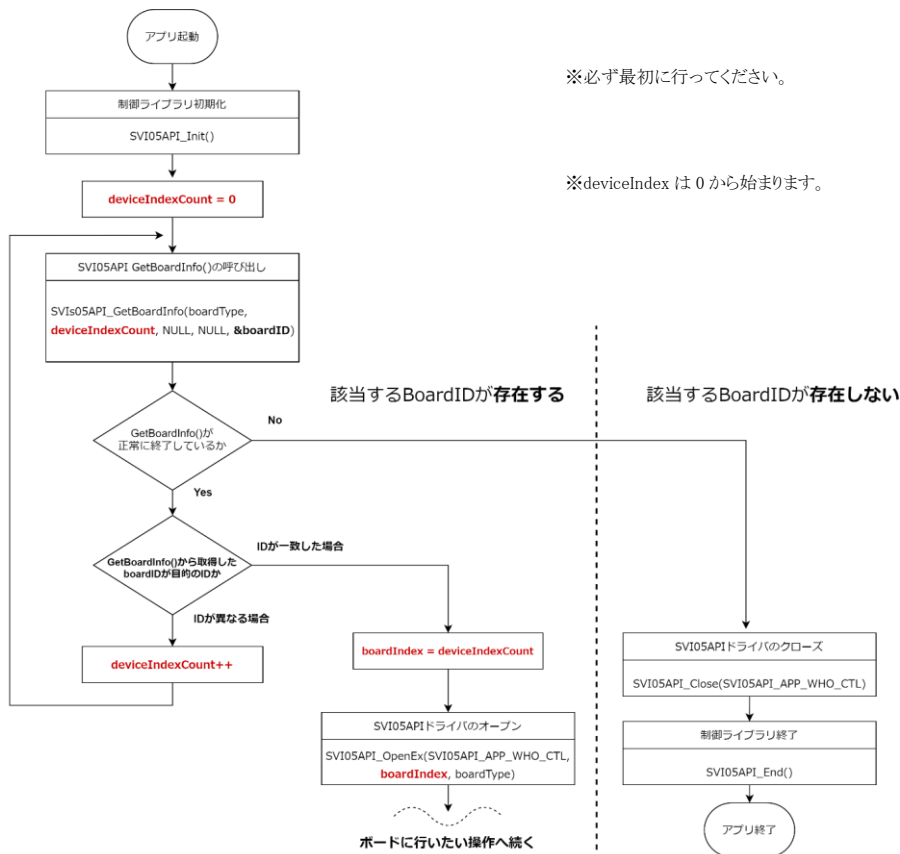 アプリ起動
※必ず最初に行ってください。
制御ライブラリ初期化
SVI05API_Init()
※deviceIndex は 0 から始まります。
deviceIndexCount = 0
SVI05API GetBoardInfo()の呼び出し
SVIs05API_GetBoardInfo(boardType,
deviceIndexCount, NULL, NULL, &boardID)
該当するBoardIDが存在する
該当するBoardIDが存在しない
No
GetBoardInfo()が
正常に終了しているか
Yes
IDが一致した場合
GetBoardInfo()から取得した
boardIDが目的のIDか
IDが異なる場合
deviceIndexCount++
boardIndex = deviceIndexCount
SVI05APIドライバのオープン
SVI05API_OpenEx(SVI05API_APP_WHO_CTL,
boardIndex, boardType)
ボードに行いたい操作へ続く
SVI05APIドライバのクローズ
SVI05API_Close(SVI05API_APP_WHO_CTL)
制御ライブラリ終了
SVI05API_End()
アプリ終了